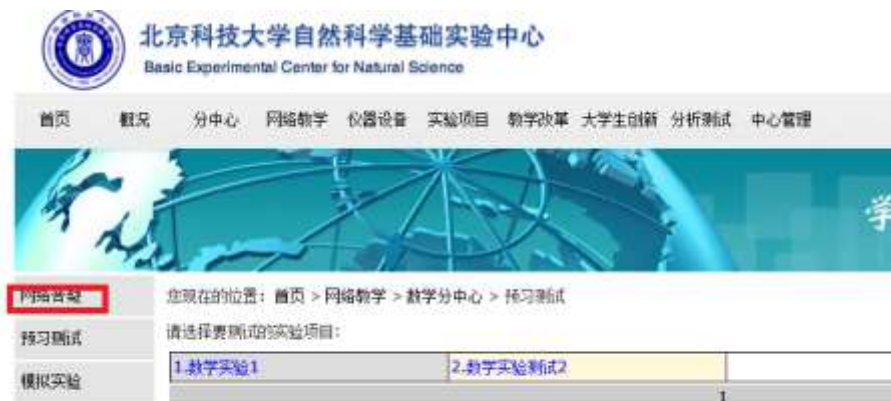 北京科技大学自然科学基础实验中心
Basic Experimental Center for Natural Science
首页 概况 分中心 网络教学 仪器设备 实验项目 教学改革 大学生创新 分析测试 中心管理
学
网络答疑
您现在的位置：首页 > 网络教学 > 数学分中心 > 预习测试
预习测试
请选择要测试的实验项目：
1.数学实验1 2.数学实验测试2
模拟实验
1